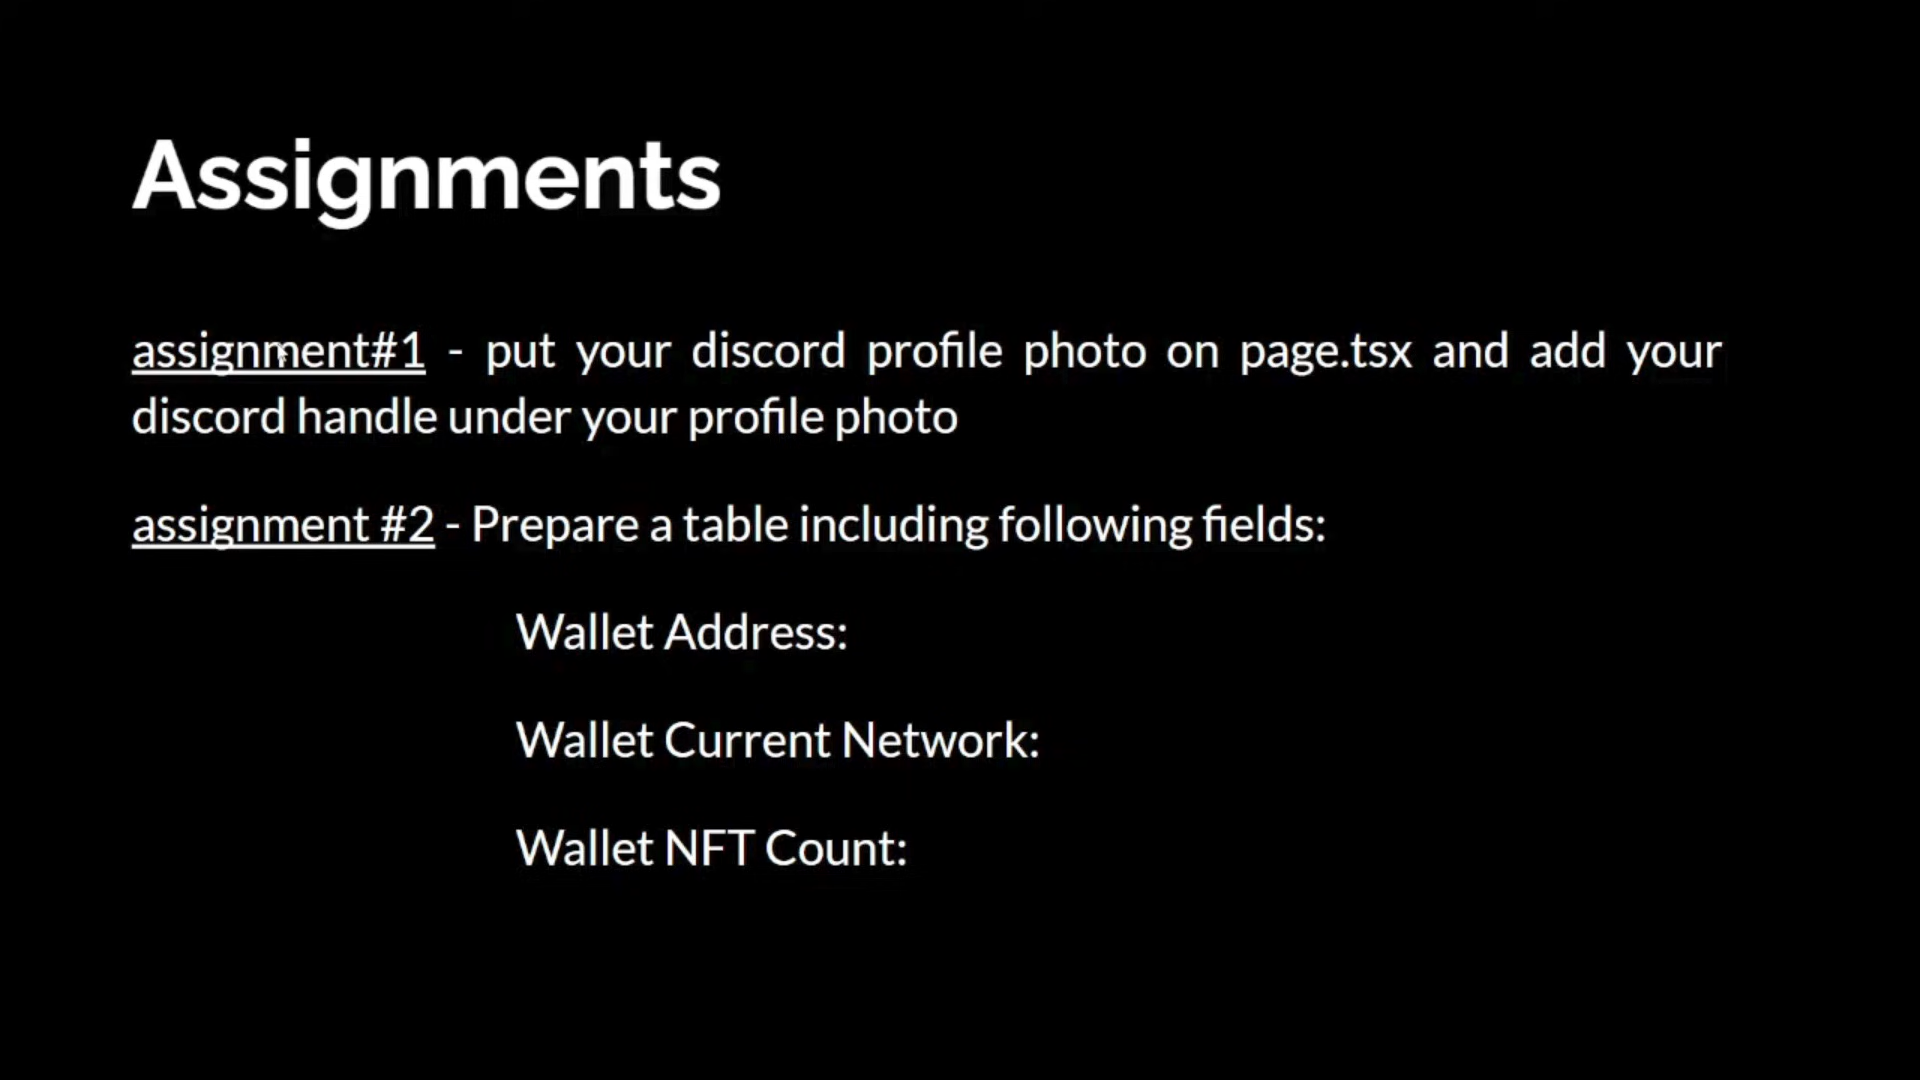 Assignments
assignment#1 - put your discord profile photo on page.tsx and add your
discord handle under your profile photo
assignment #2 - Prepare a table including following fields:
Wallet Address:
Wallet Current Network:
Wallet NFT Count: